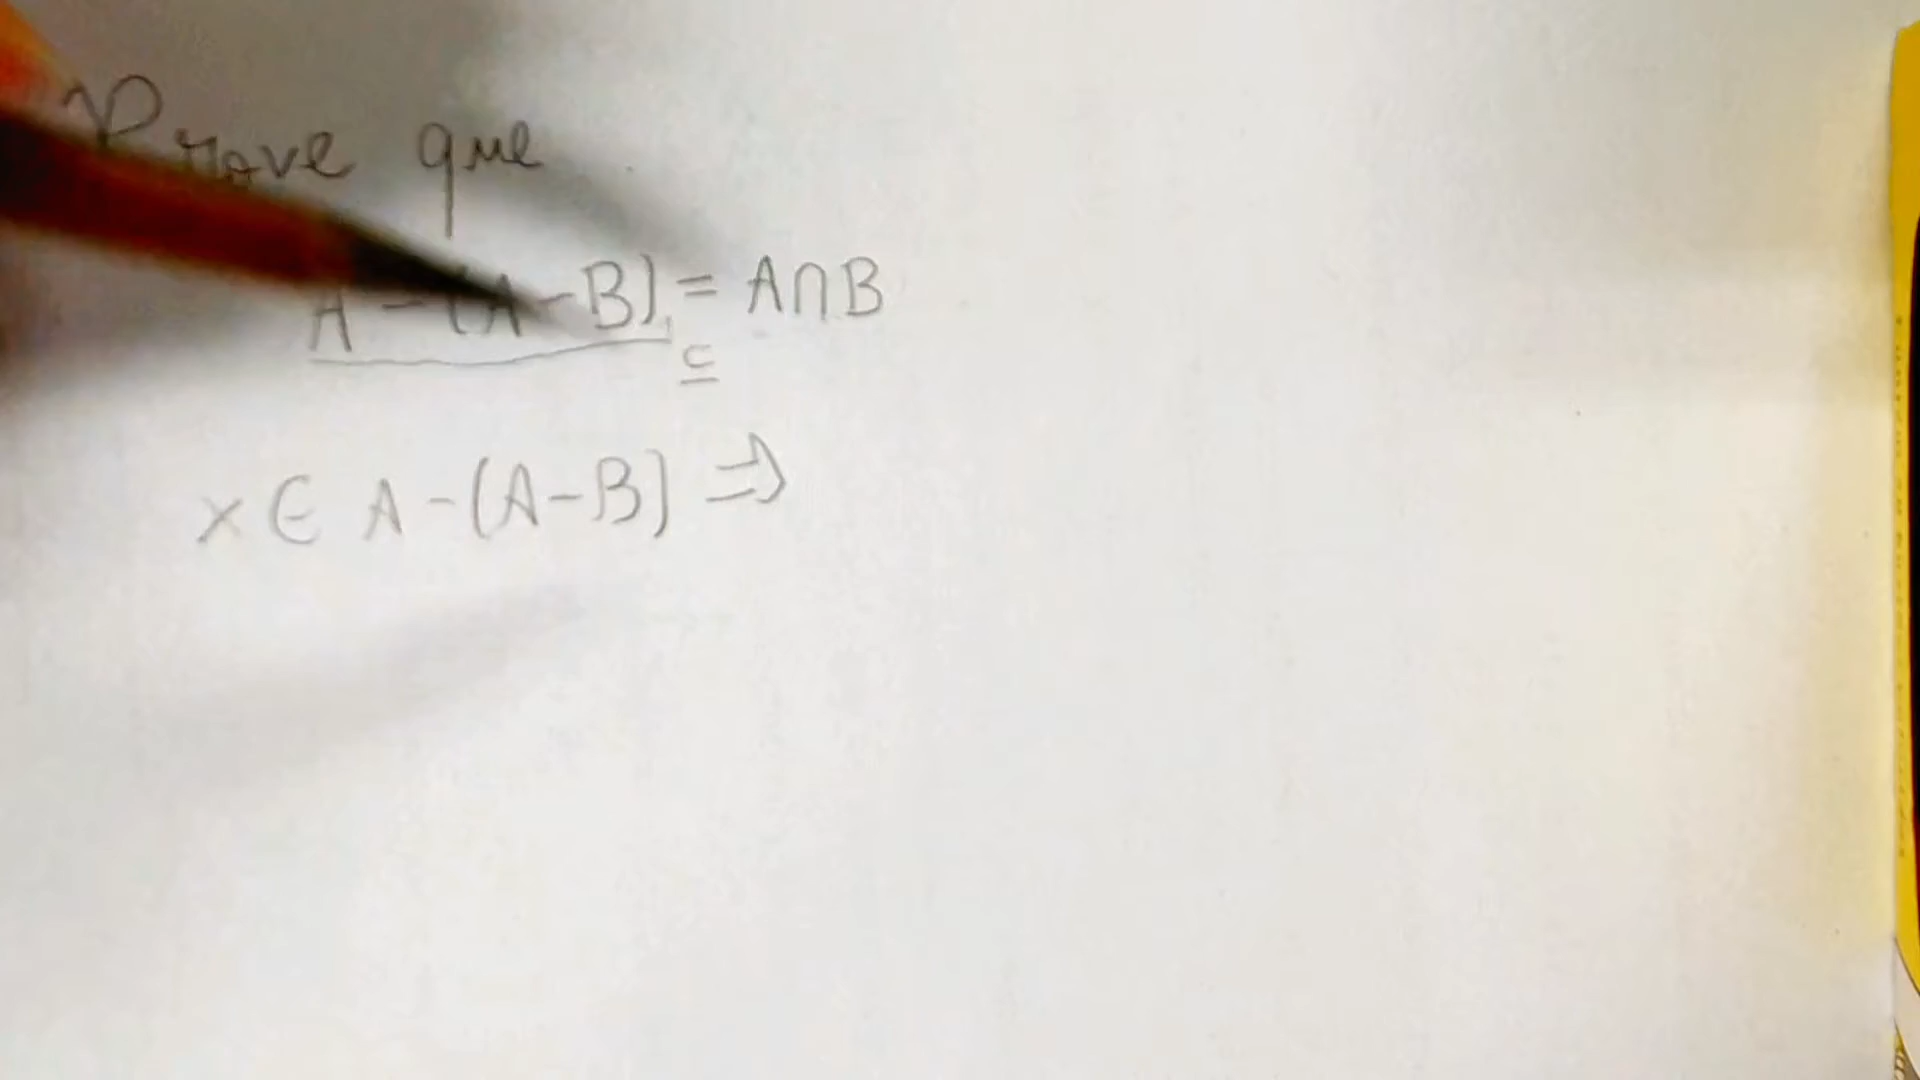 Prove que
A - (A - B) = A ∩ B
⊆
x ∈ A - (A - B) ⇒